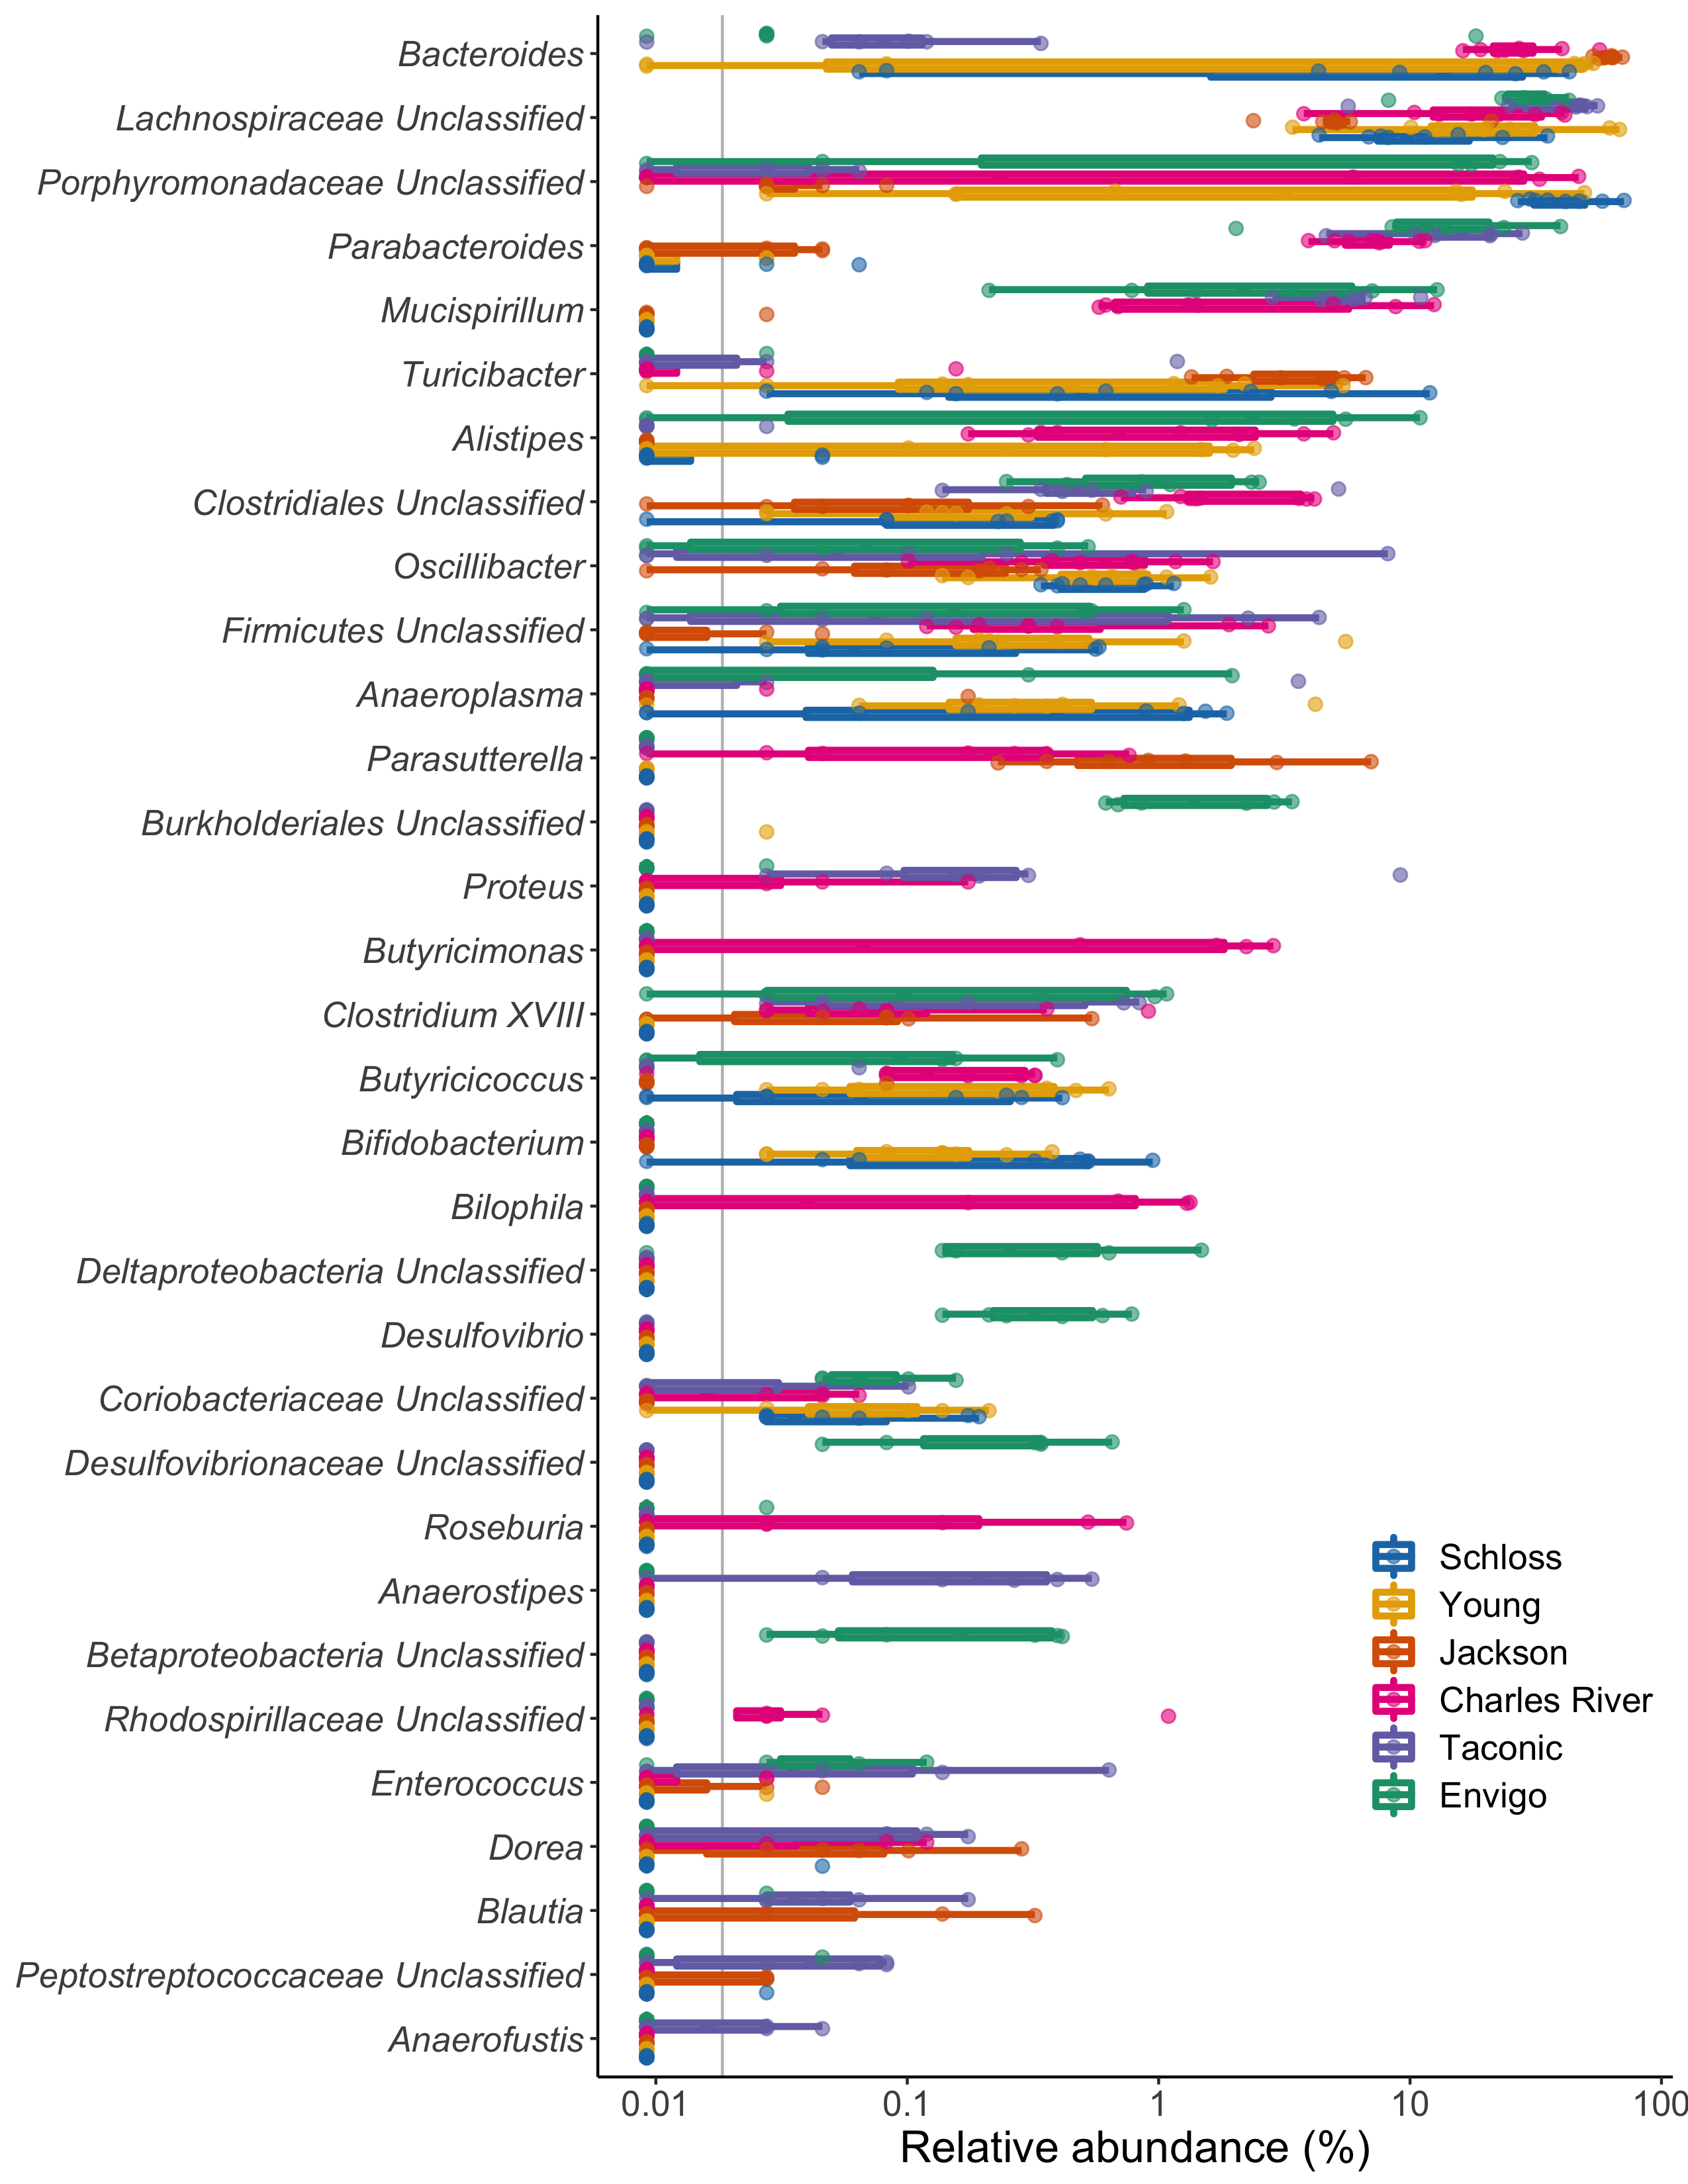 Bacteroides
Lachnospiraceae Unclassified
Porphyromonadaceae Unclassified
Parabacteroides
Mucispirillum
Turicibacter
Alistipes
Clostridiales Unclassified
Oscillibacter
Firmicutes Unclassified
Anaeroplasma
Parasutterella
Burkholderiales Unclassified
Proteus
Butyricimonas
Clostridium XVIII
Butyricicoccus
Bifidobacterium
Bilophila
Deltaproteobacteria Unclassified
Desulfovibrio
Coriobacteriaceae Unclassified
Desulfovibrionaceae Unclassified
Roseburia
Anaerostipes
Betaproteobacteria Unclassified
Rhodospirillaceae Unclassified
Enterococcus
Dorea
Blautia
Peptostreptococcaceae Unclassified
Anaerofustis
Schloss
Young
Jackson
Charles River
Taconic
Envigo
0.01 0.1 1 10 100
Relative abundance (%)